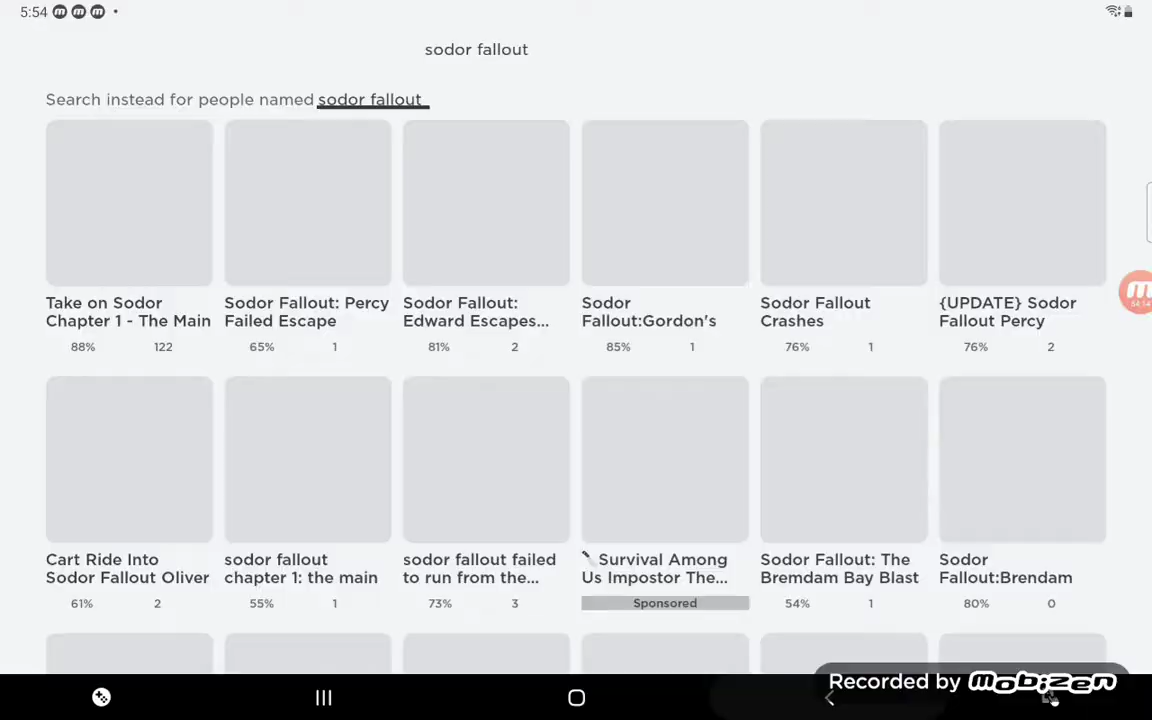 5:54
sodor fallout
Search instead for people named sodor fallout
Take on Sodor
Chapter 1 - The Main
88% 122
Sodor Fallout: Percy
Failed Escape
65% 1
Sodor Fallout:
Edward Escapes...
81% 2
Sodor
Fallout:Gordon's
85% 1
Sodor Fallout
Crashes
76% 1
{UPDATE} Sodor
Fallout Percy
76% 2
Cart Ride Into
Sodor Fallout Oliver
61% 2
sodor fallout
chapter 1: the main
55% 1
sodor fallout failed
to run from the...
73% 3
Survival Among
Us Impostor The...
Sponsored
Sodor Fallout: The
Bremdam Bay Blast
54% 1
Sodor
Fallout:Brendam
80% 0
Recorded by mobizen